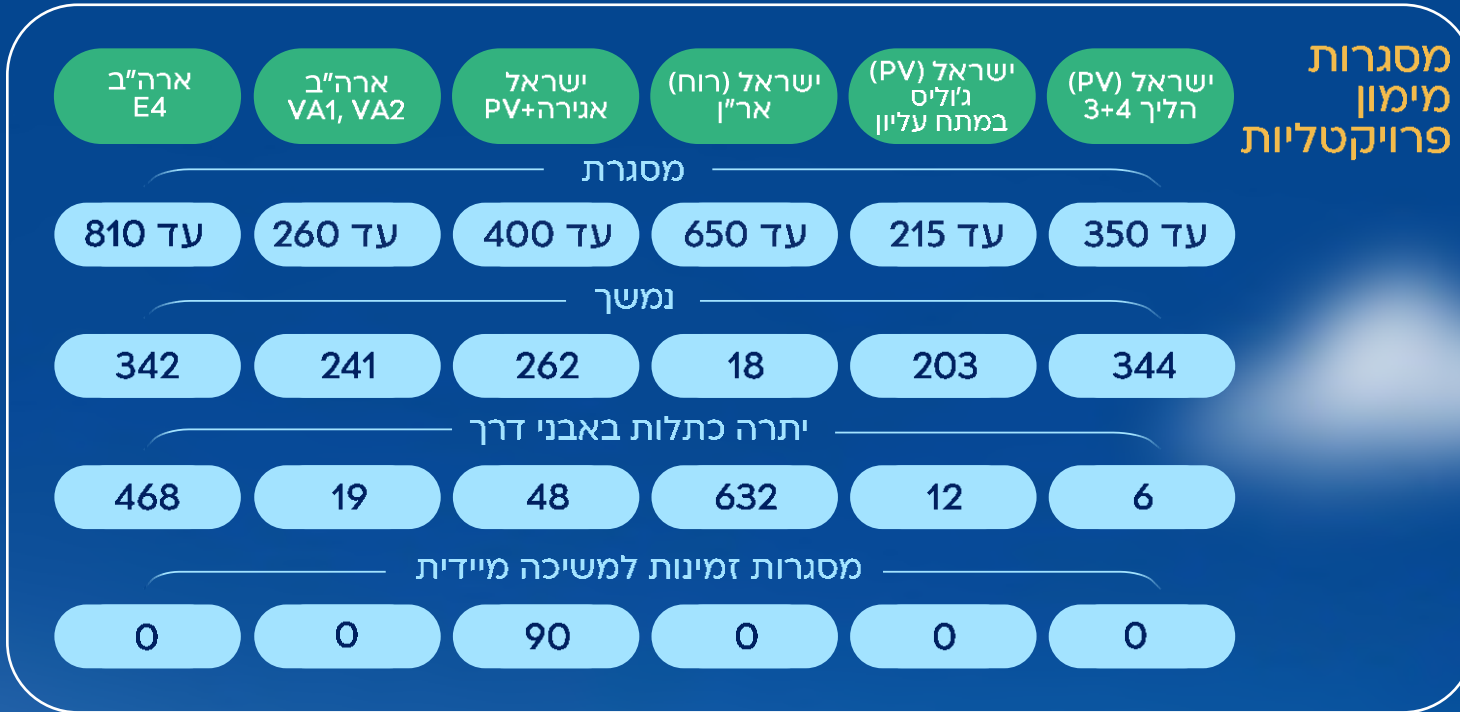 מסגרות
מימון
פרויקטליות
ישראל (PV)
הליך 3+4
ישראל (PV)
ג'וליס
במתח עליון
ישראל (רוח)
אר"ן
ישראל
אגירה+PV
ארה"ב
VA1, VA2
ארה"ב
E4
מסגרת
עד 350
עד 215
עד 650
עד 400
עד 260
עד 810
נמשך
344
203
18
262
241
342
יתרה כתלות באבני דרך
6
12
632
48
19
468
מסגרות זמינות למשיכה מיידית
0
0
0
90
0
0